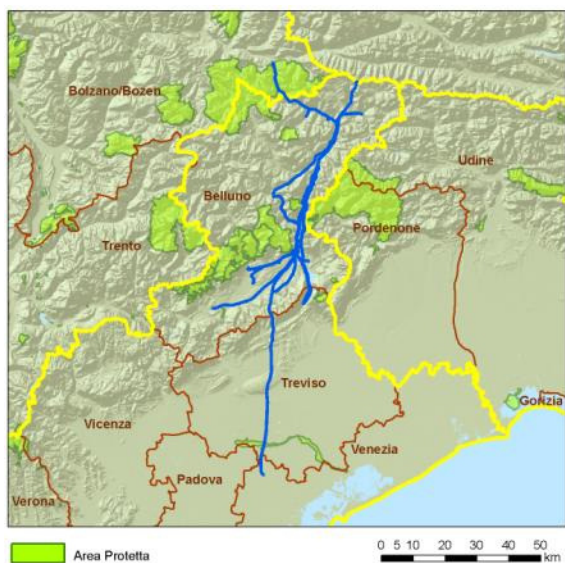 Bolzano/Bozen
Udine
Belluno
Trento
Pordenone
Treviso
Gorizia
Vicenza
Venezia
Padova
Verona
Area Protetta
0 5 10 20 30 40 50
km